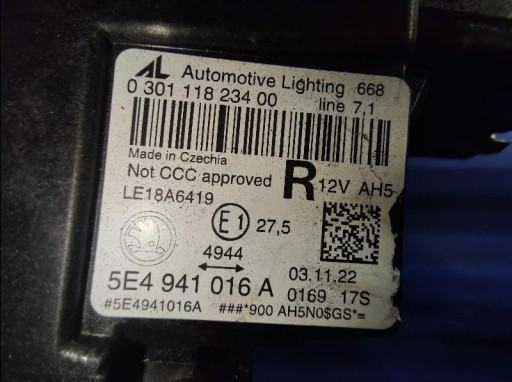 AL Automotive Lighting 668
0 301 118 234 00 line 7,1
Made in Czechia
Not CCC approved R 12V AH5
LE18A6419
E1 27,5
4944
5E4 941 016 A 03.11.22
0169 17S
#5E4941016A ###*900 AH5N0$GS*=